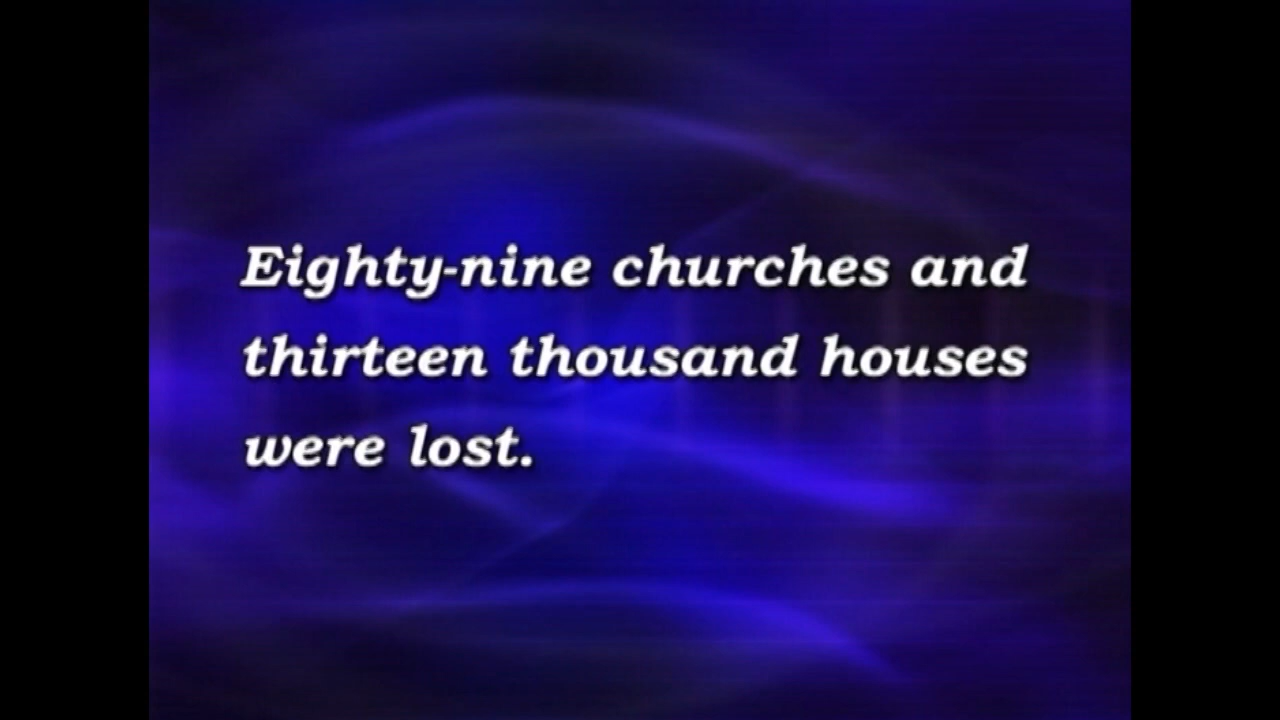 Eighty-nine churches and
thirteen thousand houses
were lost.